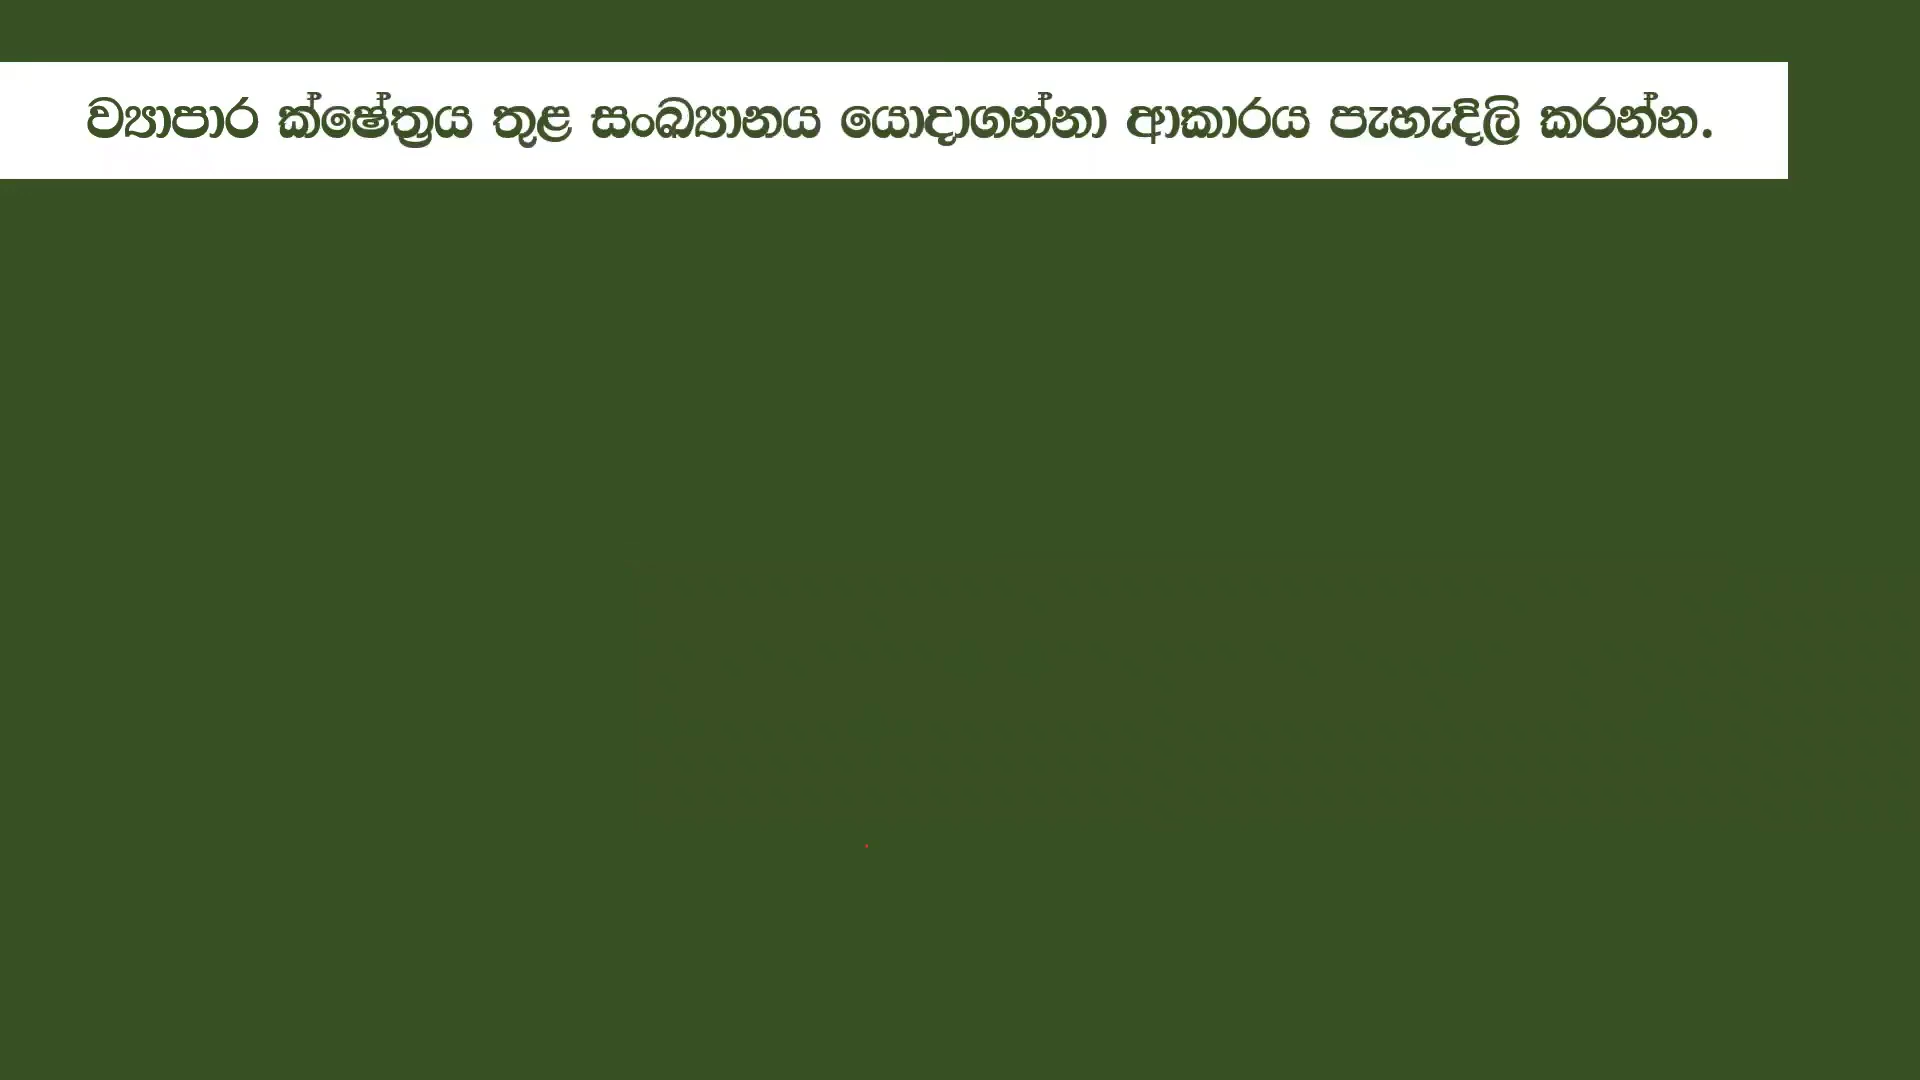 ව්‍යාපාර ක්ෂේත්‍රය තුළ සංඛ්‍යානය යොදාගන්නා ආකාරය පැහැදිලි කරන්න.